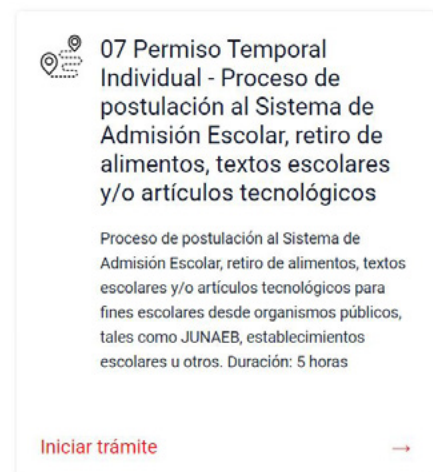 07 Permiso Temporal
Individual - Proceso de
postulación al Sistema de
Admisión Escolar, retiro de
alimentos, textos escolares
y/o artículos tecnológicos
Proceso de postulación al Sistema de
Admisión Escolar, retiro de alimentos, textos
escolares y/o artículos tecnológicos para
fines escolares desde organismos públicos,
tales como JUNAEB, establecimientos
escolares u otros. Duración: 5 horas
Iniciar trámite →